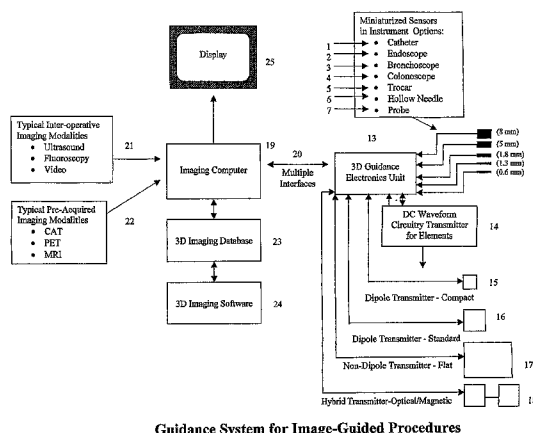 Miniaturized Sensors
in Instrument Options:
1 • Catheter
2 • Endoscope
3 • Bronchoscope
4 • Colonoscope
5 • Trocar
6 • Hollow Needle
7 • Probe
Display
25
Typical Inter-operative
Imaging Modalities
• Ultrasound
• Fluoroscopy
• Video
21
Typical Pre-Acquired
Imaging Modalities
• CAT
• PET
• MRI
22
19
Imaging Computer
20
Multiple
Interfaces
13
3D Guidance
Electronics Unit
(8 mm)
(5 mm)
(1.8 mm)
(1.3 mm)
(0.6 mm)
3D Imaging Database
23
3D Imaging Software
24
DC Waveform
Circuitry Transmitter
for Elements
14
15
Dipole Transmitter - Compact
16
Dipole Transmitter - Standard
17
Non-Dipole Transmitter - Flat
Hybrid Transmitter-Optical/Magnetic
Guidance System for Image-Guided Procedures